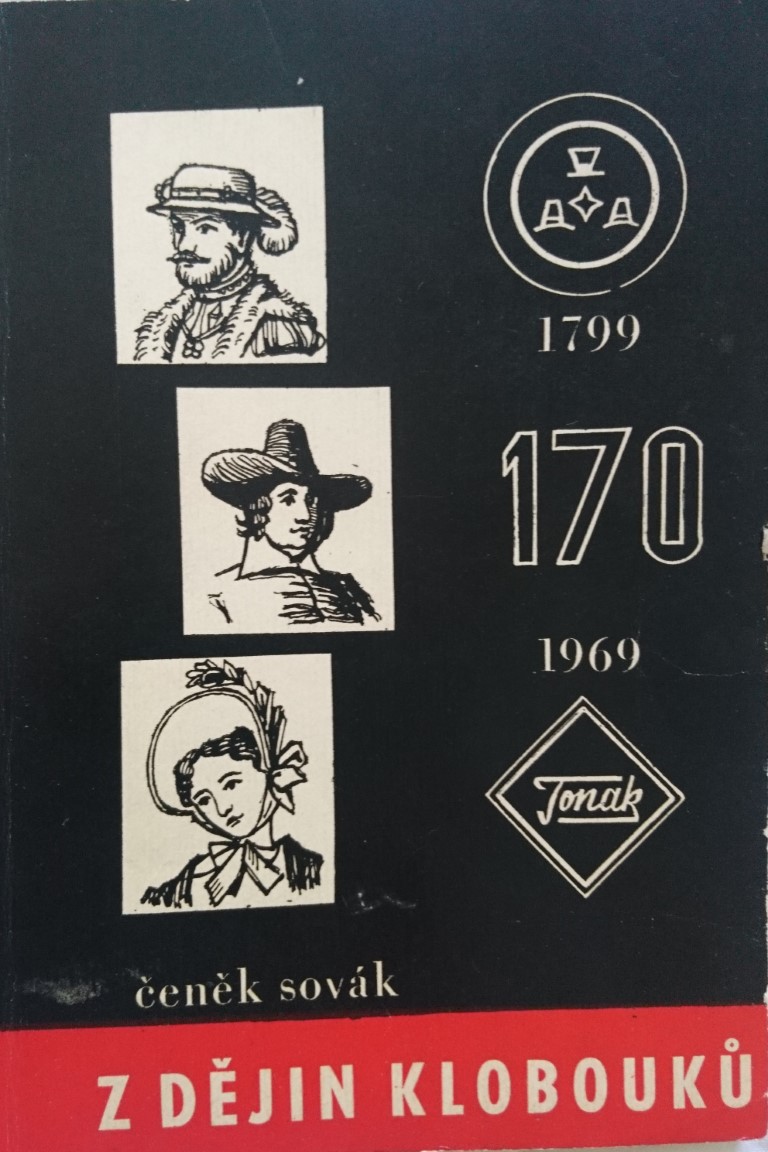 1799
170
1969
Tonak
čeněk sovák
Z DĚJIN KLOBOUKŮ